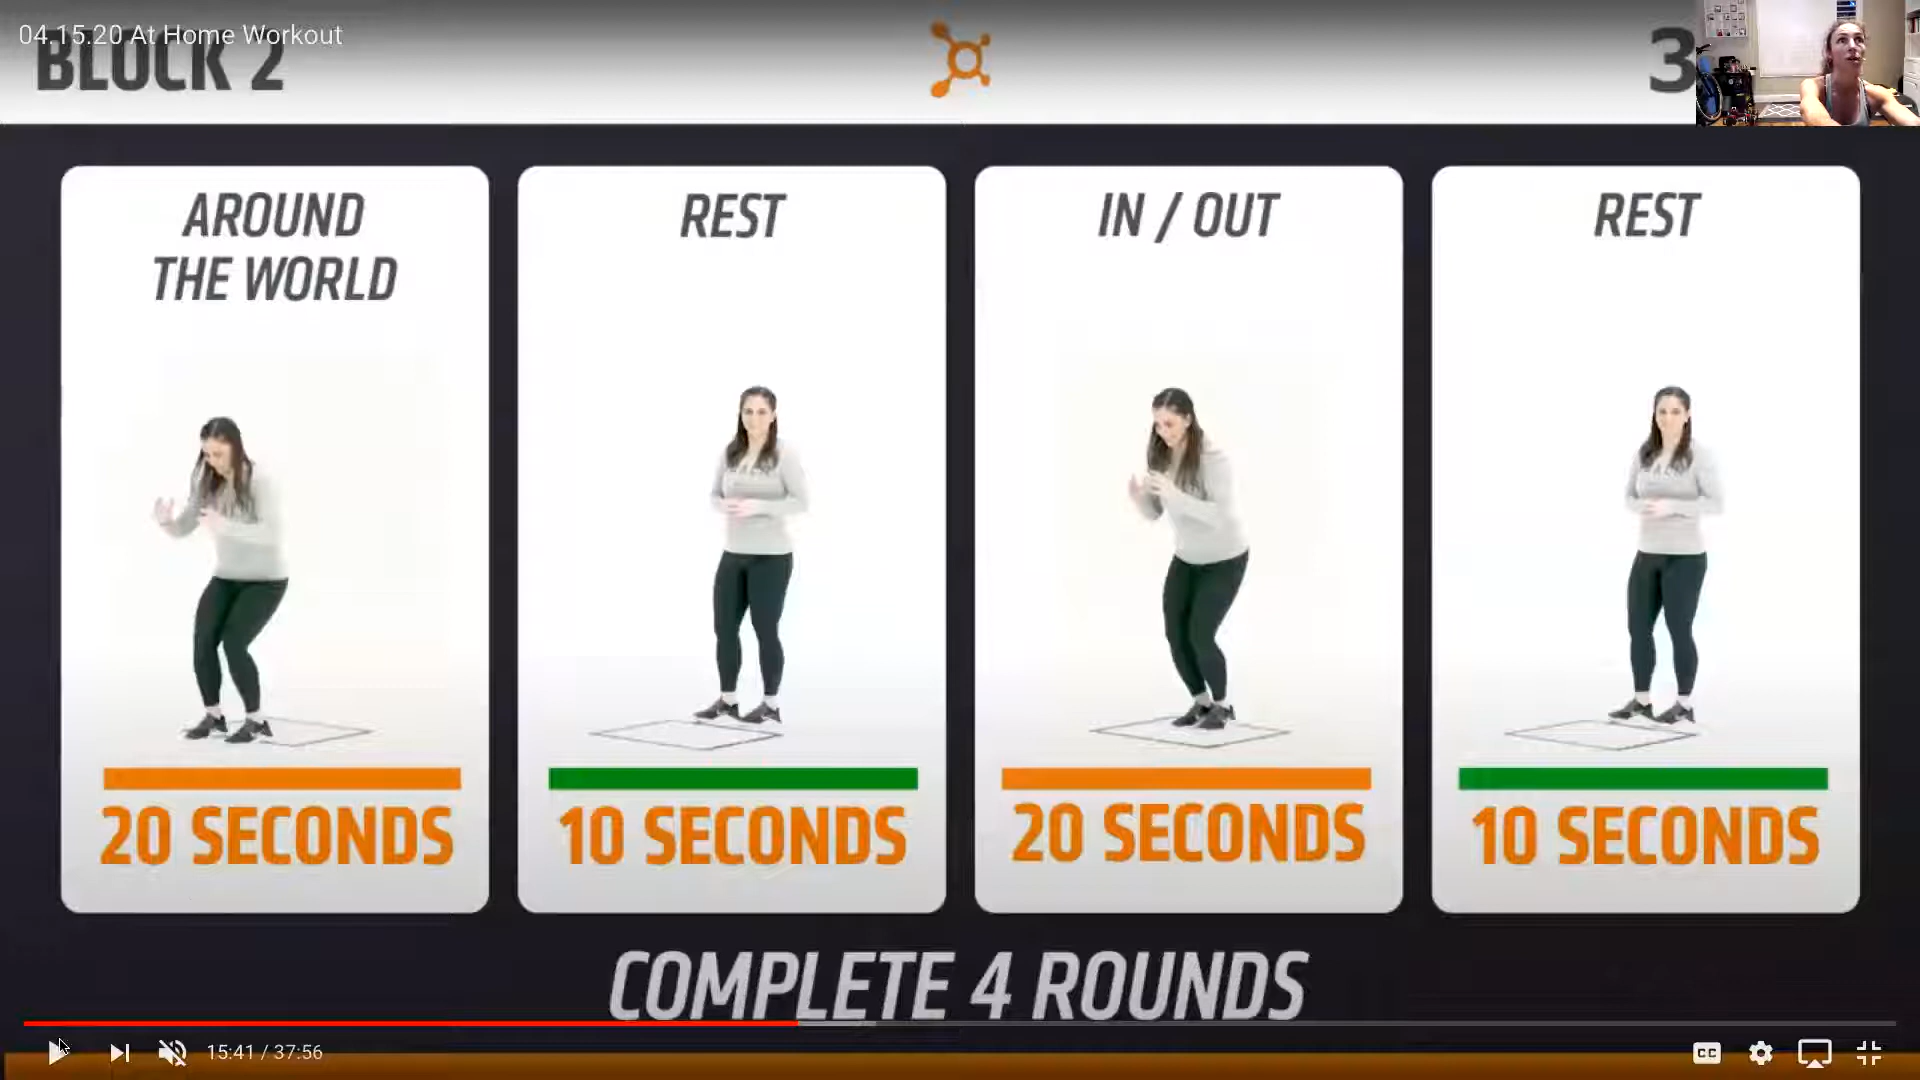 04.15.20 At Home Workout
BLOCK 2
3
AROUND
THE WORLD
REST
IN / OUT
REST
20 SECONDS
10 SECONDS
20 SECONDS
10 SECONDS
COMPLETE 4 ROUNDS
15:41 / 37:56
CC